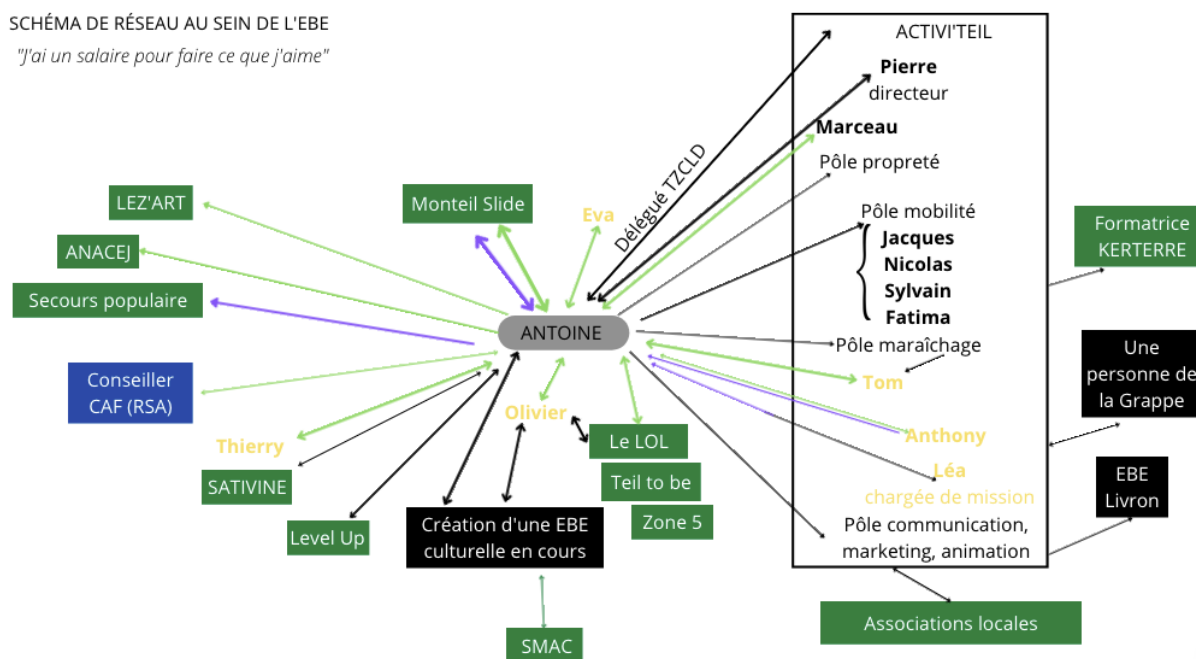 SCHÉMA DE RÉSEAU AU SEIN DE L'EBE
"J'ai un salaire pour faire ce que j'aime"
ACTIVI'TEIL
Pierre
directeur
Marceau
Pôle propreté
Pôle mobilité
Jacques
Nicolas
Sylvain
Fatima
Pôle maraîchage
Tom
Anthony
Léa
chargée de mission
Pôle communication,
marketing, animation
Délégué TZCLD
LEZ'ART
ANACEJ
Secours populaire
Conseiller
CAF (RSA)
Monteil Slide
Eva
ANTOINE
Olivier
Thierry
SATIVINE
Level Up
Création d'une EBE
culturelle en cours
SMAC
Le LOL
Teil to be
Zone 5
Formatrice
KERTERRE
Une
personne de
la Grappe
EBE
Livron
Associations locales